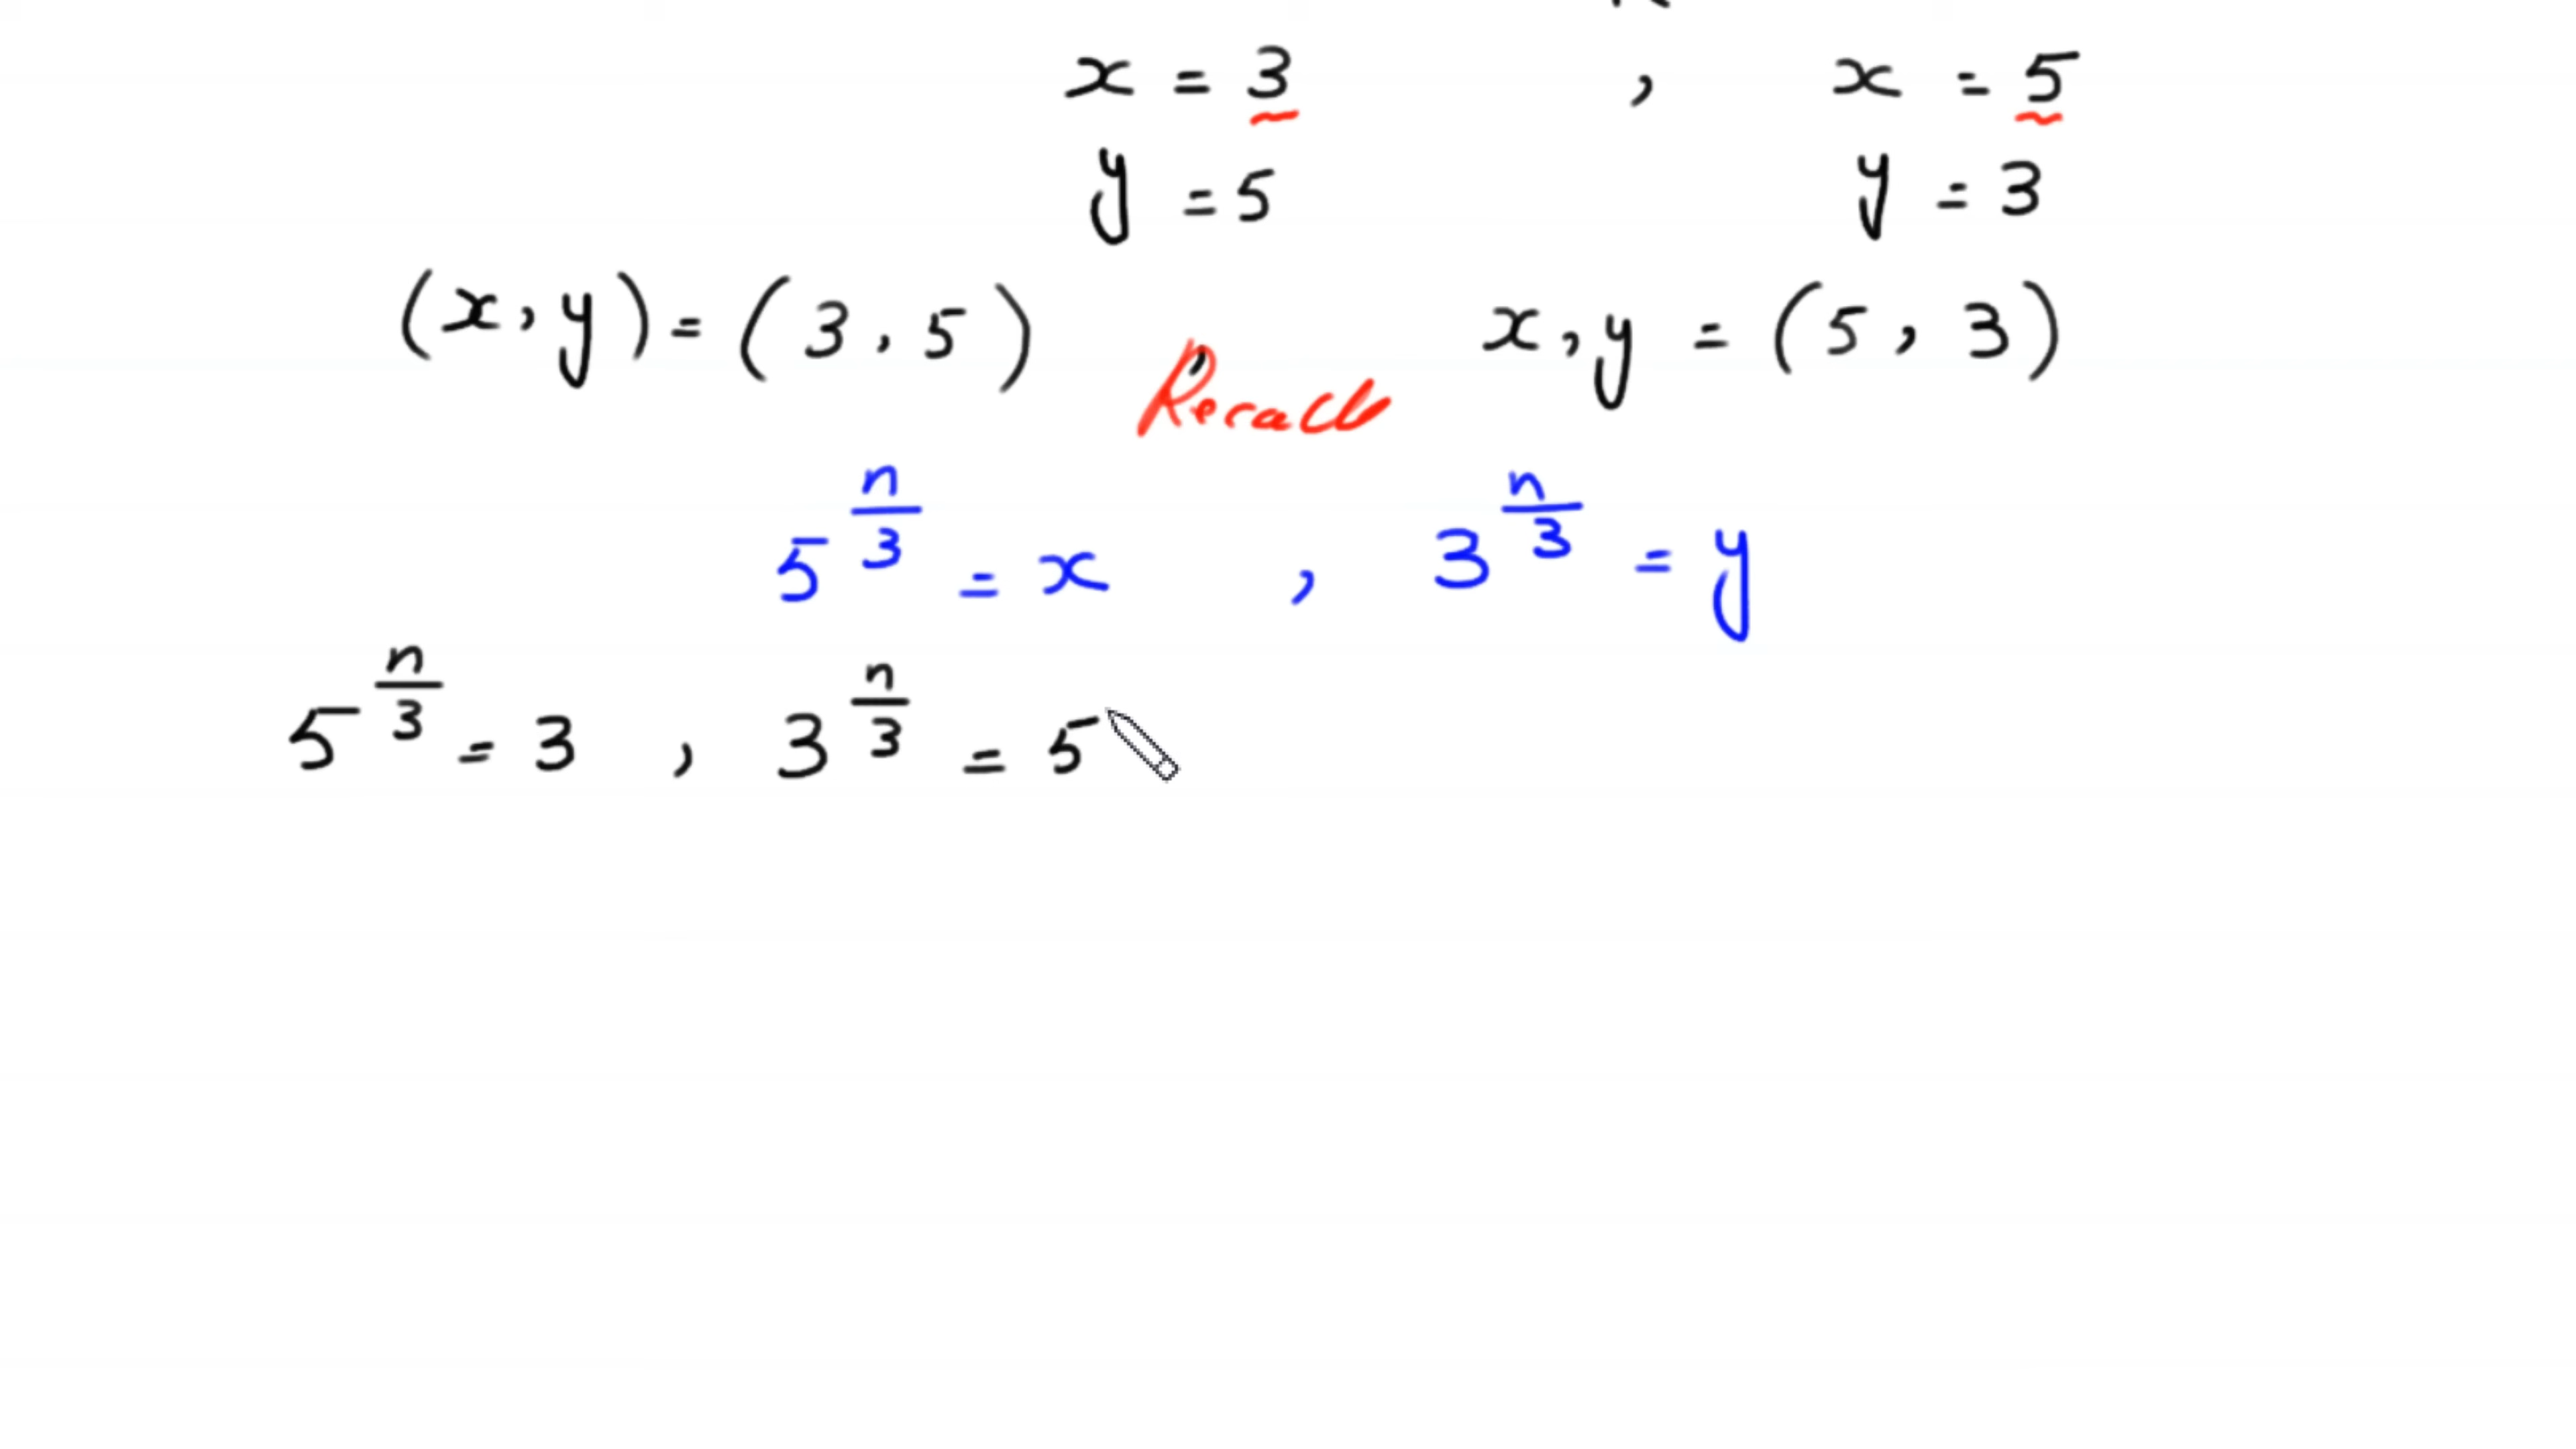 x = 3 , x = 5
y = 5 y = 3
(x, y) = (3, 5) , x, y = (5, 3)
Recall
5^(n/3) = x , 3^(n/3) = y
5^(n/3) = 3 , 3^(n/3) = 5